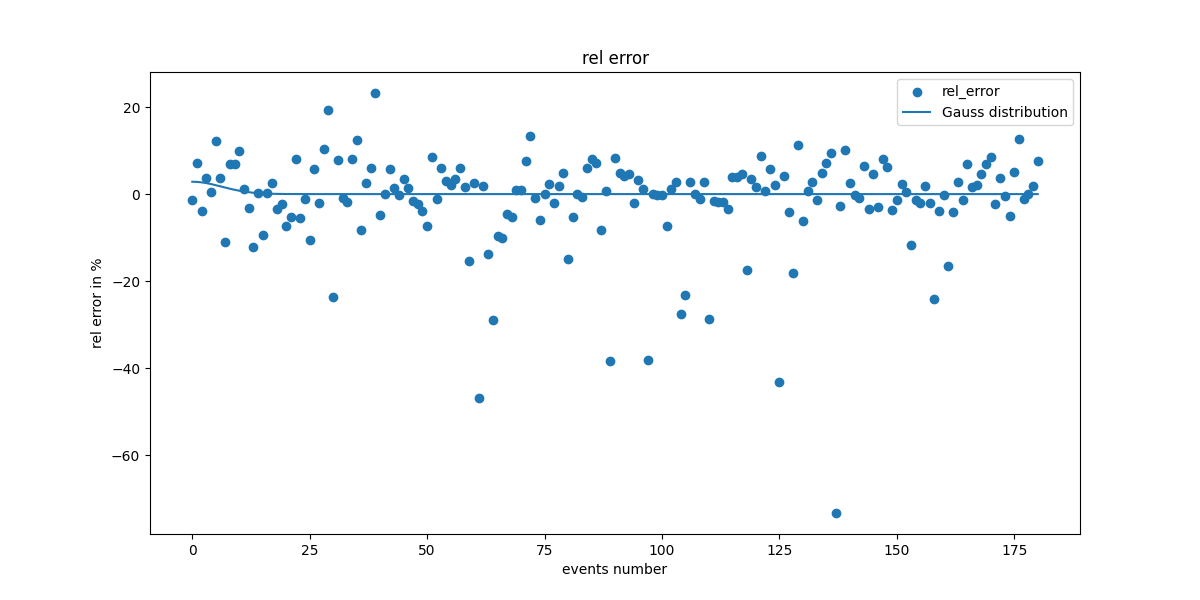 rel error
rel_error
Gauss distribution
rel error in %
20
0
−20
−40
−60
0 25 50 75 100 125 150 175
events number